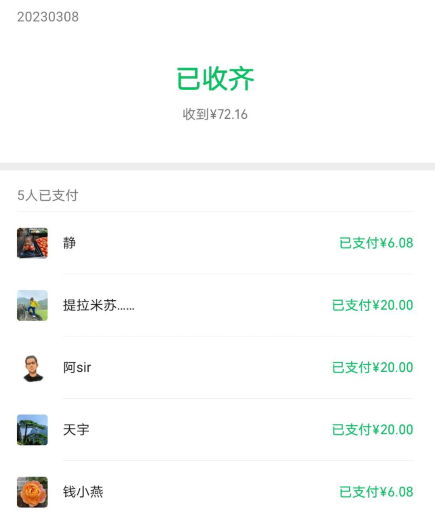 20230308
已收齐
收到¥72.16
5人已支付
静 已支付¥6.08
提拉米苏…… 已支付¥20.00
阿sir 已支付¥20.00
天宇 已支付¥20.00
钱小燕 已支付¥6.08